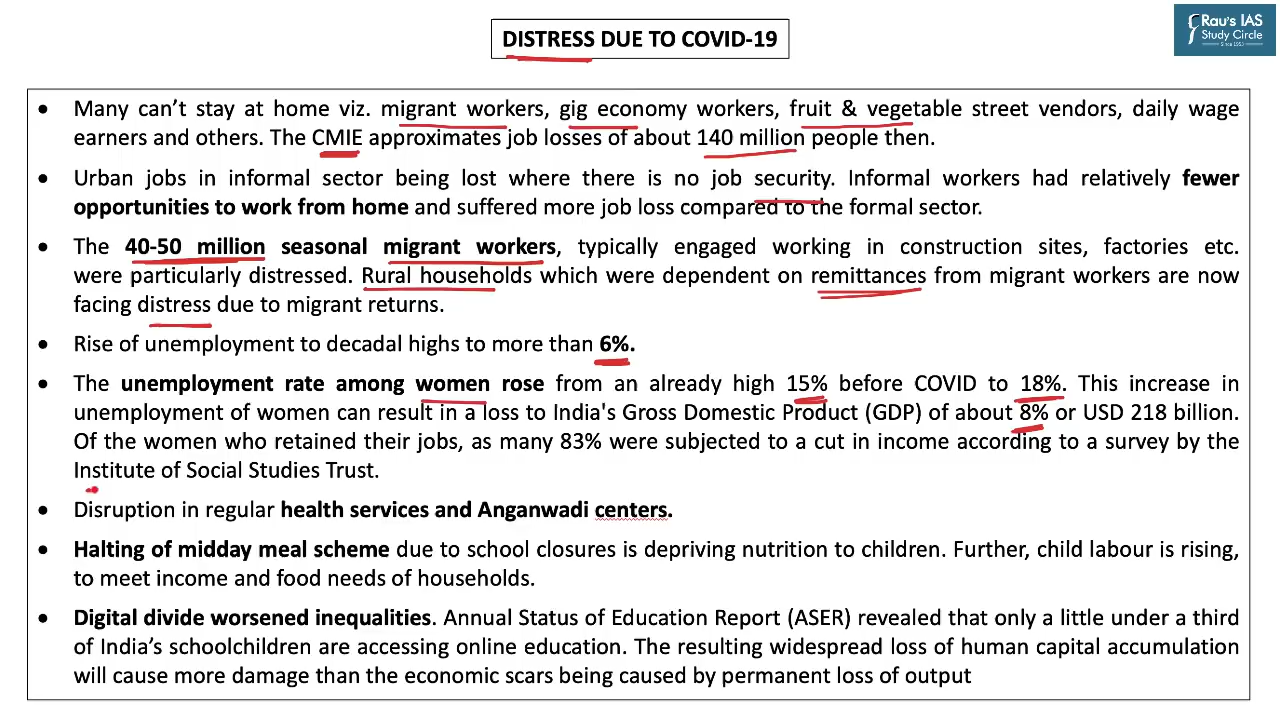 DISTRESS DUE TO COVID-19
Rau's IAS
Study Circle
Since 1953
• Many can't stay at home viz. migrant workers, gig economy workers, fruit & vegetable street vendors, daily wage
earners and others. The CMIE approximates job losses of about 140 million people then.
• Urban jobs in informal sector being lost where there is no job security. Informal workers had relatively fewer
opportunities to work from home and suffered more job loss compared to the formal sector.
• The 40-50 million seasonal migrant workers, typically engaged working in construction sites, factories etc.
were particularly distressed. Rural households which were dependent on remittances from migrant workers are now
facing distress due to migrant returns.
• Rise of unemployment to decadal highs to more than 6%.
• The unemployment rate among women rose from an already high 15% before COVID to 18%. This increase in
unemployment of women can result in a loss to India's Gross Domestic Product (GDP) of about 8% or USD 218 billion.
Of the women who retained their jobs, as many 83% were subjected to a cut in income according to a survey by the
Institute of Social Studies Trust.
• Disruption in regular health services and Anganwadi centers.
• Halting of midday meal scheme due to school closures is depriving nutrition to children. Further, child labour is rising,
to meet income and food needs of households.
• Digital divide worsened inequalities. Annual Status of Education Report (ASER) revealed that only a little under a third
of India's schoolchildren are accessing online education. The resulting widespread loss of human capital accumulation
will cause more damage than the economic scars being caused by permanent loss of output